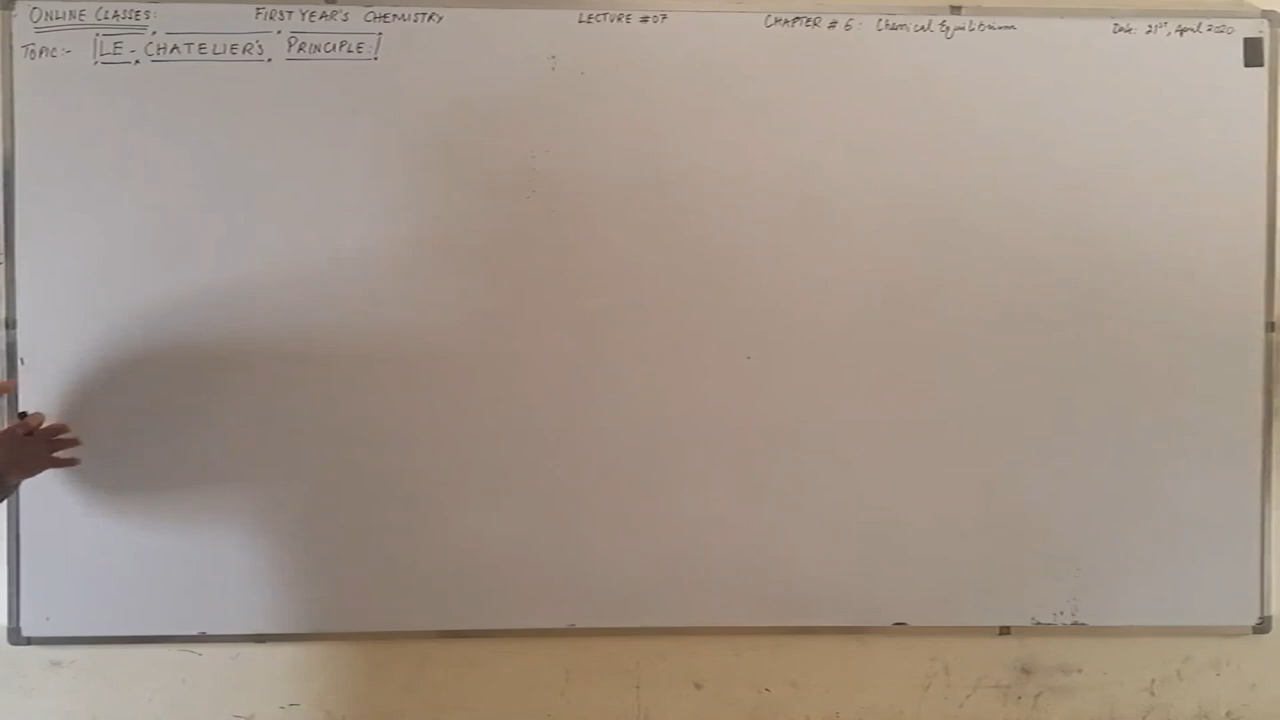 ONLINE CLASSES: FIRST YEAR'S CHEMISTRY LECTURE #07 CHAPTER # 6: Chemical Equilibrium Date: 21st, April 2020
TOPIC:- LE-CHATELIER'S PRINCIPLE: